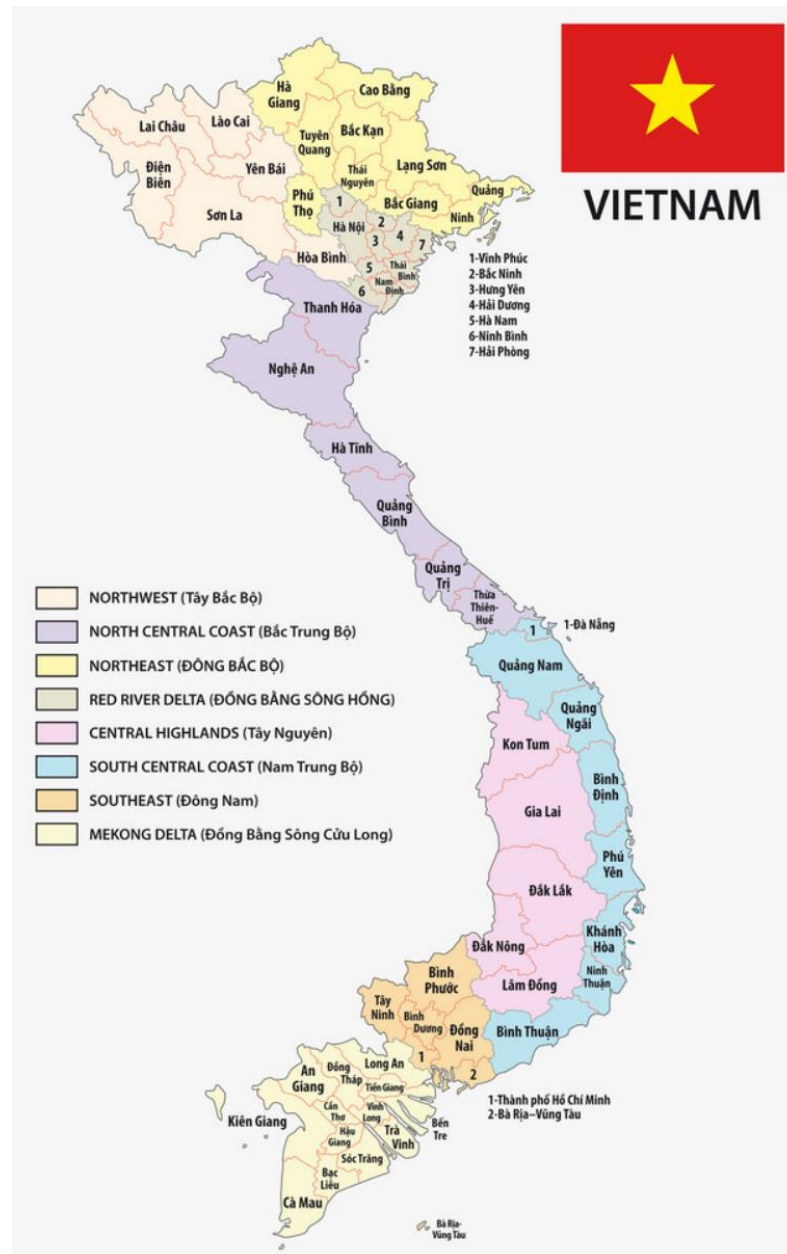 VIETNAM
Hà
Giang
Cao Bằng
Lai Châu
Lào Cai
Tuyên
Quang
Bắc Kạn
Điện
Biên
Yên Bái
Thái
Nguyên
Lạng Sơn
Sơn La
Phú
Thọ
1
Bắc Giang
Quảng
Ninh
Hà Nội
2
3
4
7
Hòa Bình
5
Thái
Bình
6
Nam
Định
1-Vĩnh Phúc
2-Bắc Ninh
3-Hưng Yên
4-Hải Dương
5-Hà Nam
6-Ninh Bình
7-Hải Phòng
Thanh Hóa
Nghệ An
Hà Tĩnh
Quảng
Bình
Quảng
Trị
Thừa
Thiên-
Huế
1
1-Đà Nẵng
NORTHWEST (Tây Bắc Bộ)
NORTH CENTRAL COAST (Bắc Trung Bộ)
NORTHEAST (ĐÔNG BẮC BỘ)
RED RIVER DELTA (ĐỒNG BẰNG SÔNG HỒNG)
CENTRAL HIGHLANDS (Tây Nguyên)
SOUTH CENTRAL COAST (Nam Trung Bộ)
SOUTHEAST (Đông Nam)
MEKONG DELTA (Đồng Bằng Sông Cửu Long)
Quảng Nam
Quảng
Ngãi
Kon Tum
Bình
Định
Gia Lai
Phú
Yên
Đắk Lắk
Khánh
Hòa
Đắk Nông
Ninh
Thuận
Lâm Đồng
Bình
Phước
Tây
Ninh
Bình
Dương
Đồng
Nai
Bình Thuận
1
2
1-Thành phố Hồ Chí Minh
2-Bà Rịa–Vũng Tàu
Long An
An
Giang
Đồng
Tháp
Tiền Giang
Kiên Giang
Cần
Thơ
Vĩnh
Long
Bến
Tre
Hậu
Giang
Trà
Vinh
Sóc Trăng
Bạc
Liêu
Cà Mau
Bà Rịa-
Vũng Tàu